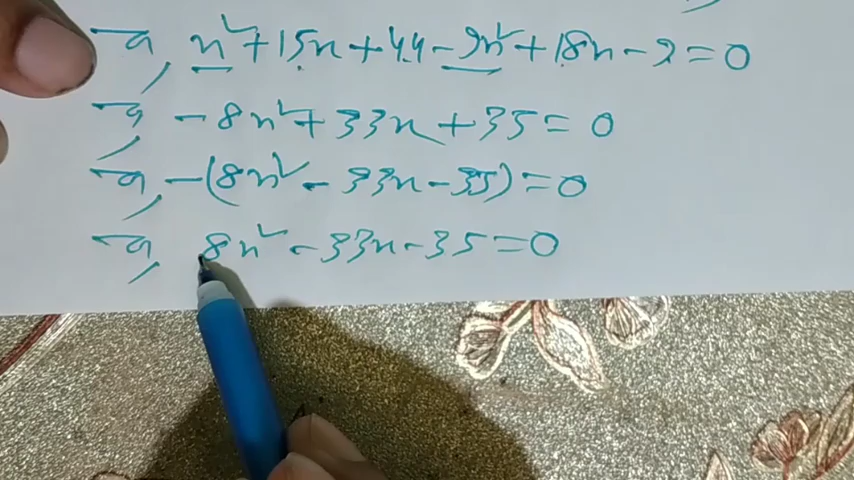 বা, x² + 15x + 44 - 9x² + 18x - 9 = 0
বা, - 8x² + 33x + 35 = 0
বা, - (8x² - 33x - 35) = 0
বা, 8x² - 33x - 35 = 0